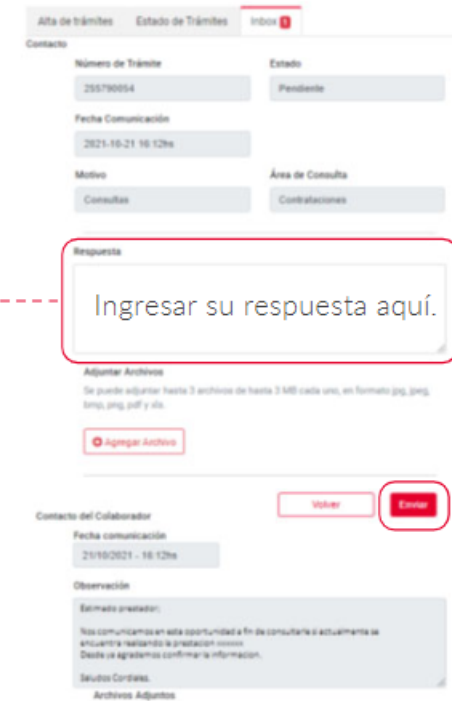 Alta de trámites Estado de Trámites Inbox 1
Contacto
Número de Trámite Estado
255790054 Pendiente
Fecha Comunicación
2021-10-21 16:12hs
Motivo Área de Consulta
Consultas Contrataciones
Respuesta
Ingresar su respuesta aquí.
Adjuntar Archivos
Se puede adjuntar hasta 3 archivos de hasta 3 MB cada uno, en formato jpg, jpeg,
bmp, png, pdf y xls.
Agregar Archivo
Volver Enviar
Contacto del Colaborador
Fecha comunicación
21/10/2021 - 16:12hs
Observación
Estimado prestador:
Nos comunicamos en esta oportunidad a fin de consultarle si actualmente se
encuentra realizando la prestacion
Desde ya agradecemos confirmar la informacion.
Saludos Cordiales.
Archivos Adjuntos